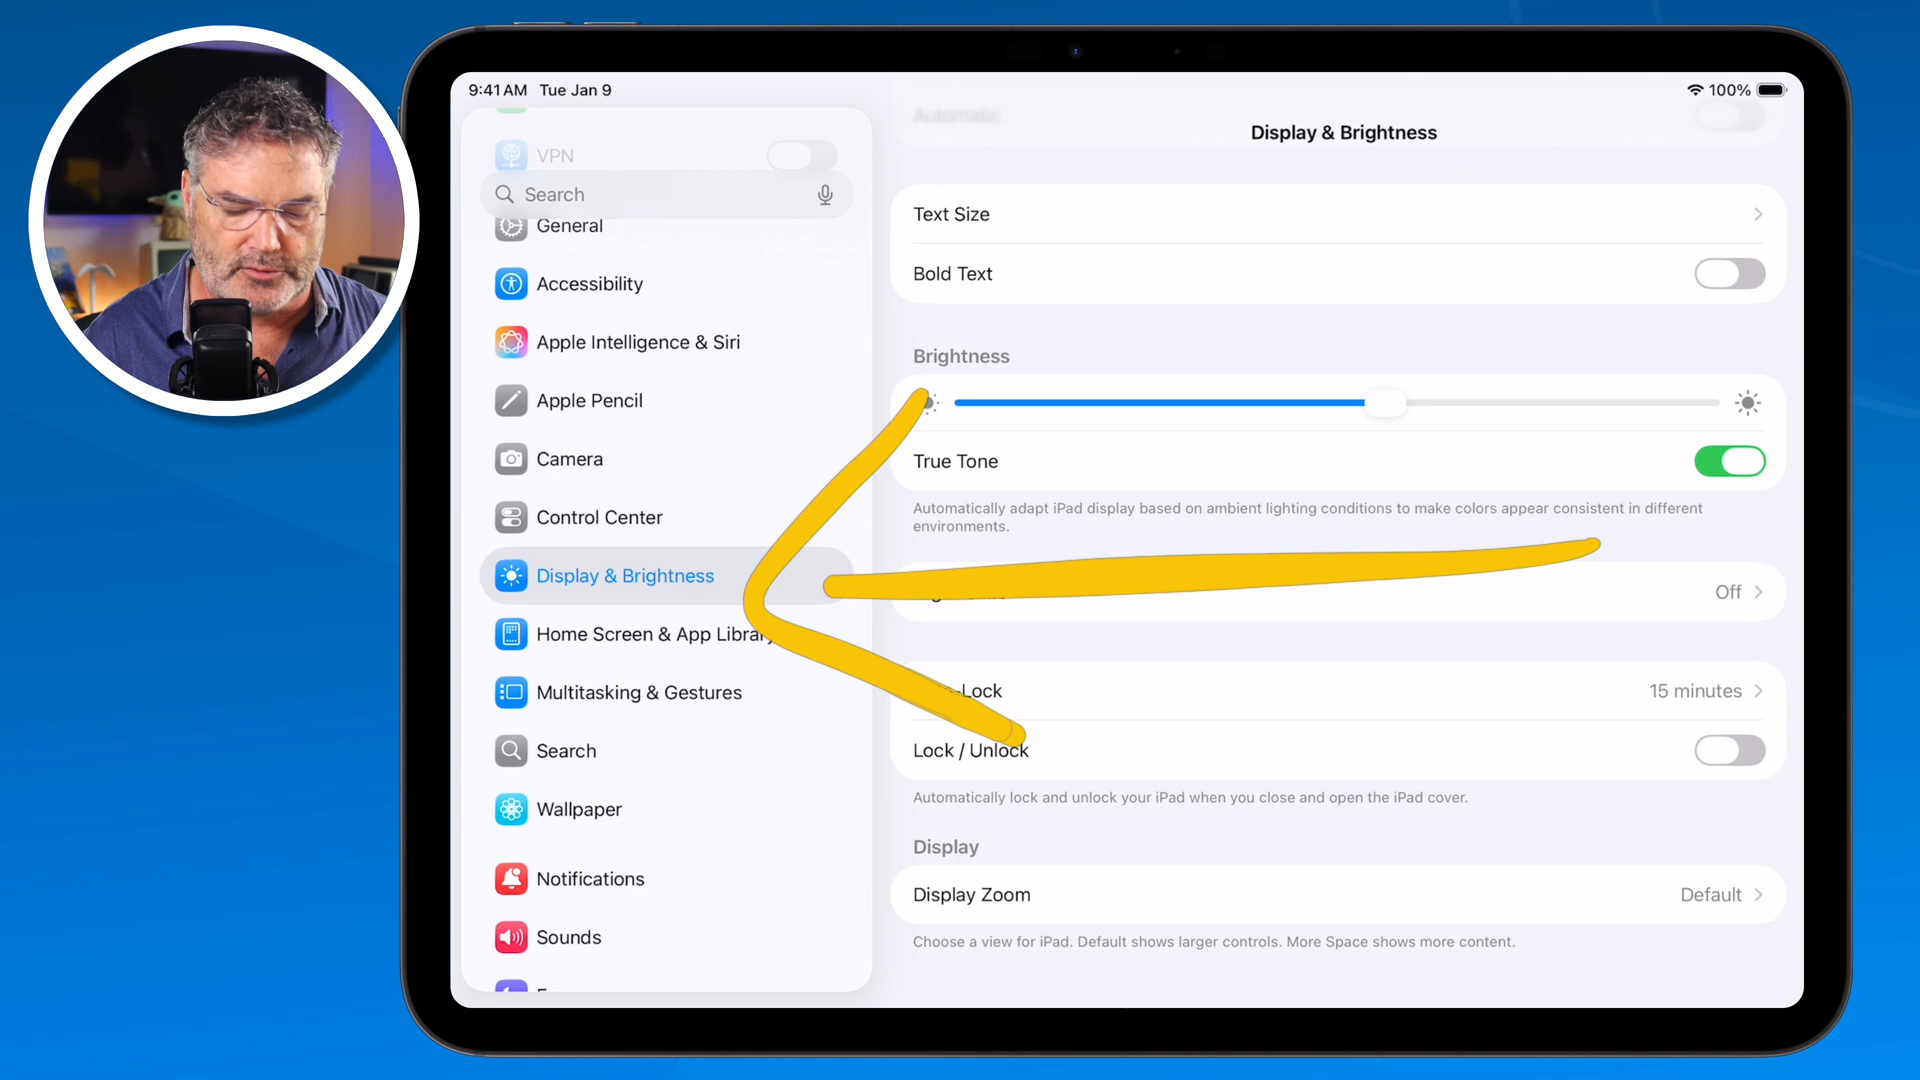 9:41 AM Tue Jan 9
100%
Automatic
Display & Brightness
VPN
Search
General
Accessibility
Apple Intelligence & Siri
Apple Pencil
Camera
Control Center
Display & Brightness
Home Screen & App Library
Multitasking & Gestures
Search
Wallpaper
Notifications
Sounds
Text Size
Bold Text
Brightness
True Tone
Automatically adapt iPad display based on ambient lighting conditions to make colors appear consistent in different
environments.
Off
-Lock
15 minutes
Lock / Unlock
Automatically lock and unlock your iPad when you close and open the iPad cover.
Display
Display Zoom
Default
Choose a view for iPad. Default shows larger controls. More Space shows more content.